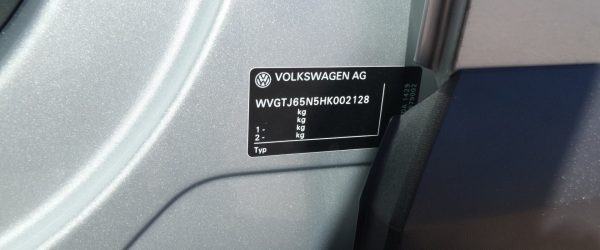 VOLKSWAGEN AG
WVGTJ65N5HK002128
kg
kg
1 - kg
2 - kg
Typ